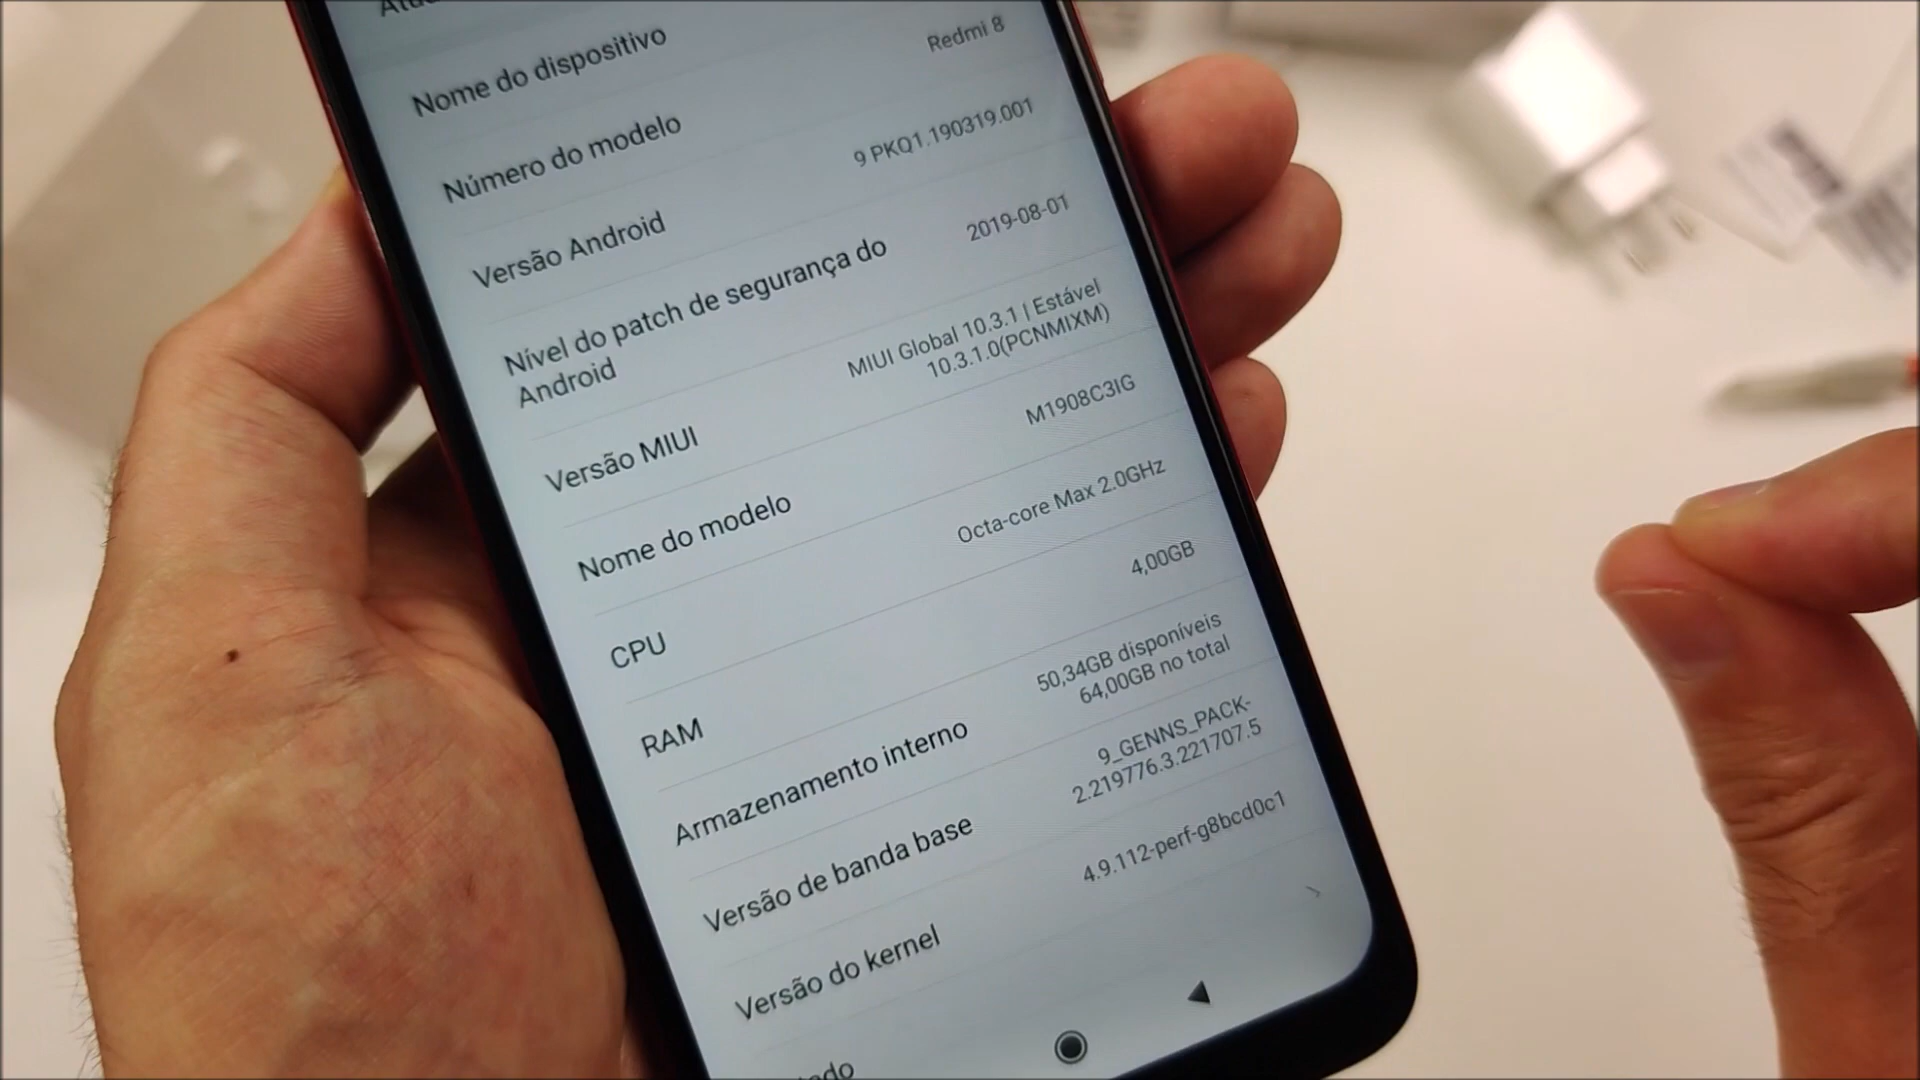 Nome do dispositivo
Número do modelo
Redmi 8
Versão Android
9 PKQ1.190319.001
Nível do patch de segurança do
Android
2019-08-01
Versão MIUI
MIUI Global 10.3.1 | Estável
10.3.1.0(PCNMIXM)
Nome do modelo
M1908C3IG
CPU
Octa-core Max 2.0GHz
RAM
4,00GB
Armazenamento interno
50,34GB disponíveis
64,00GB no total
Versão de banda base
9_GENNS_PACK-
2.219776.3.221707.5
Versão do kernel
4.9.112-perf-g8bcd0c1